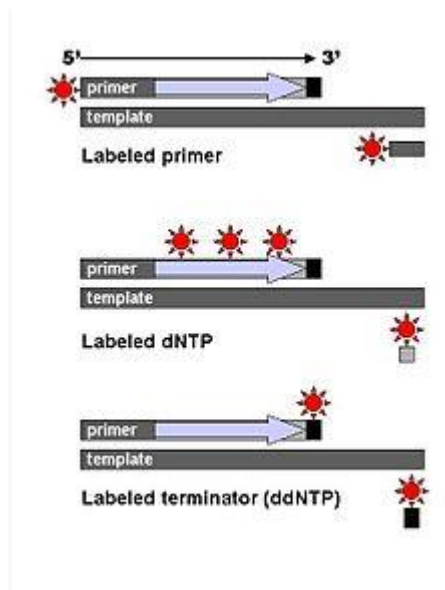 5' 3'
primer
template
Labeled primer
primer
template
Labeled dNTP
primer
template
Labeled terminator (ddNTP)